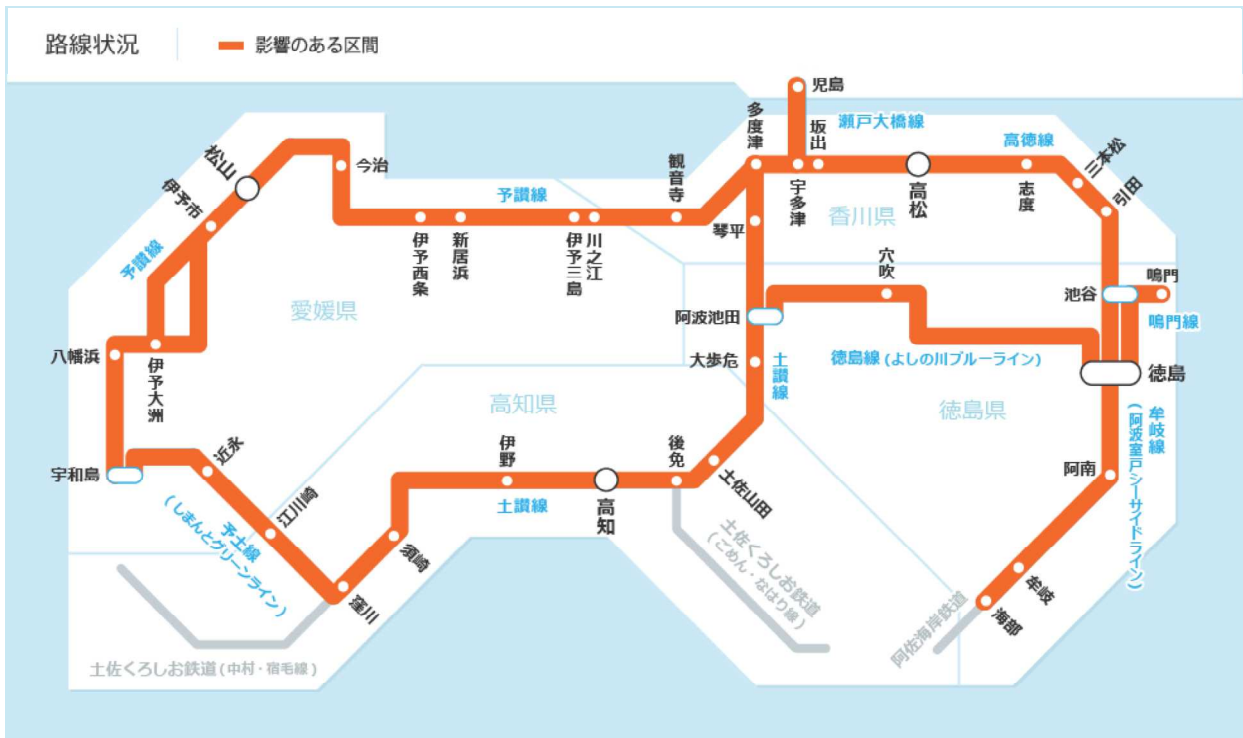 路線状況
影響のある区間
児島
多度津
坂出
瀬戸大橋線
高徳線
三本松
松山
今治
観音寺
伊予市
予讃線
宇多津
高松
志度
引田
香川県
琴平
予讃線
伊予西条
新居浜
伊予三島
川之江
穴吹
鳴門
池谷
愛媛県
阿波池田
鳴門線
八幡浜
伊予大洲
大歩危
土讃線
徳島線(よしの川ブルーライン)
徳島
高知県
徳島県
牟岐線
(阿波室戸シーサイドライン)
宇和島
近永
伊野
後免
阿南
土讃線
高知
土佐山田
江川崎
予土線
(しまんとグリーンライン)
須崎
土佐くろしお鉄道
(ごめん・なはり線)
窪川
牟岐
海部
阿佐海岸鉄道
土佐くろしお鉄道(中村・宿毛線)